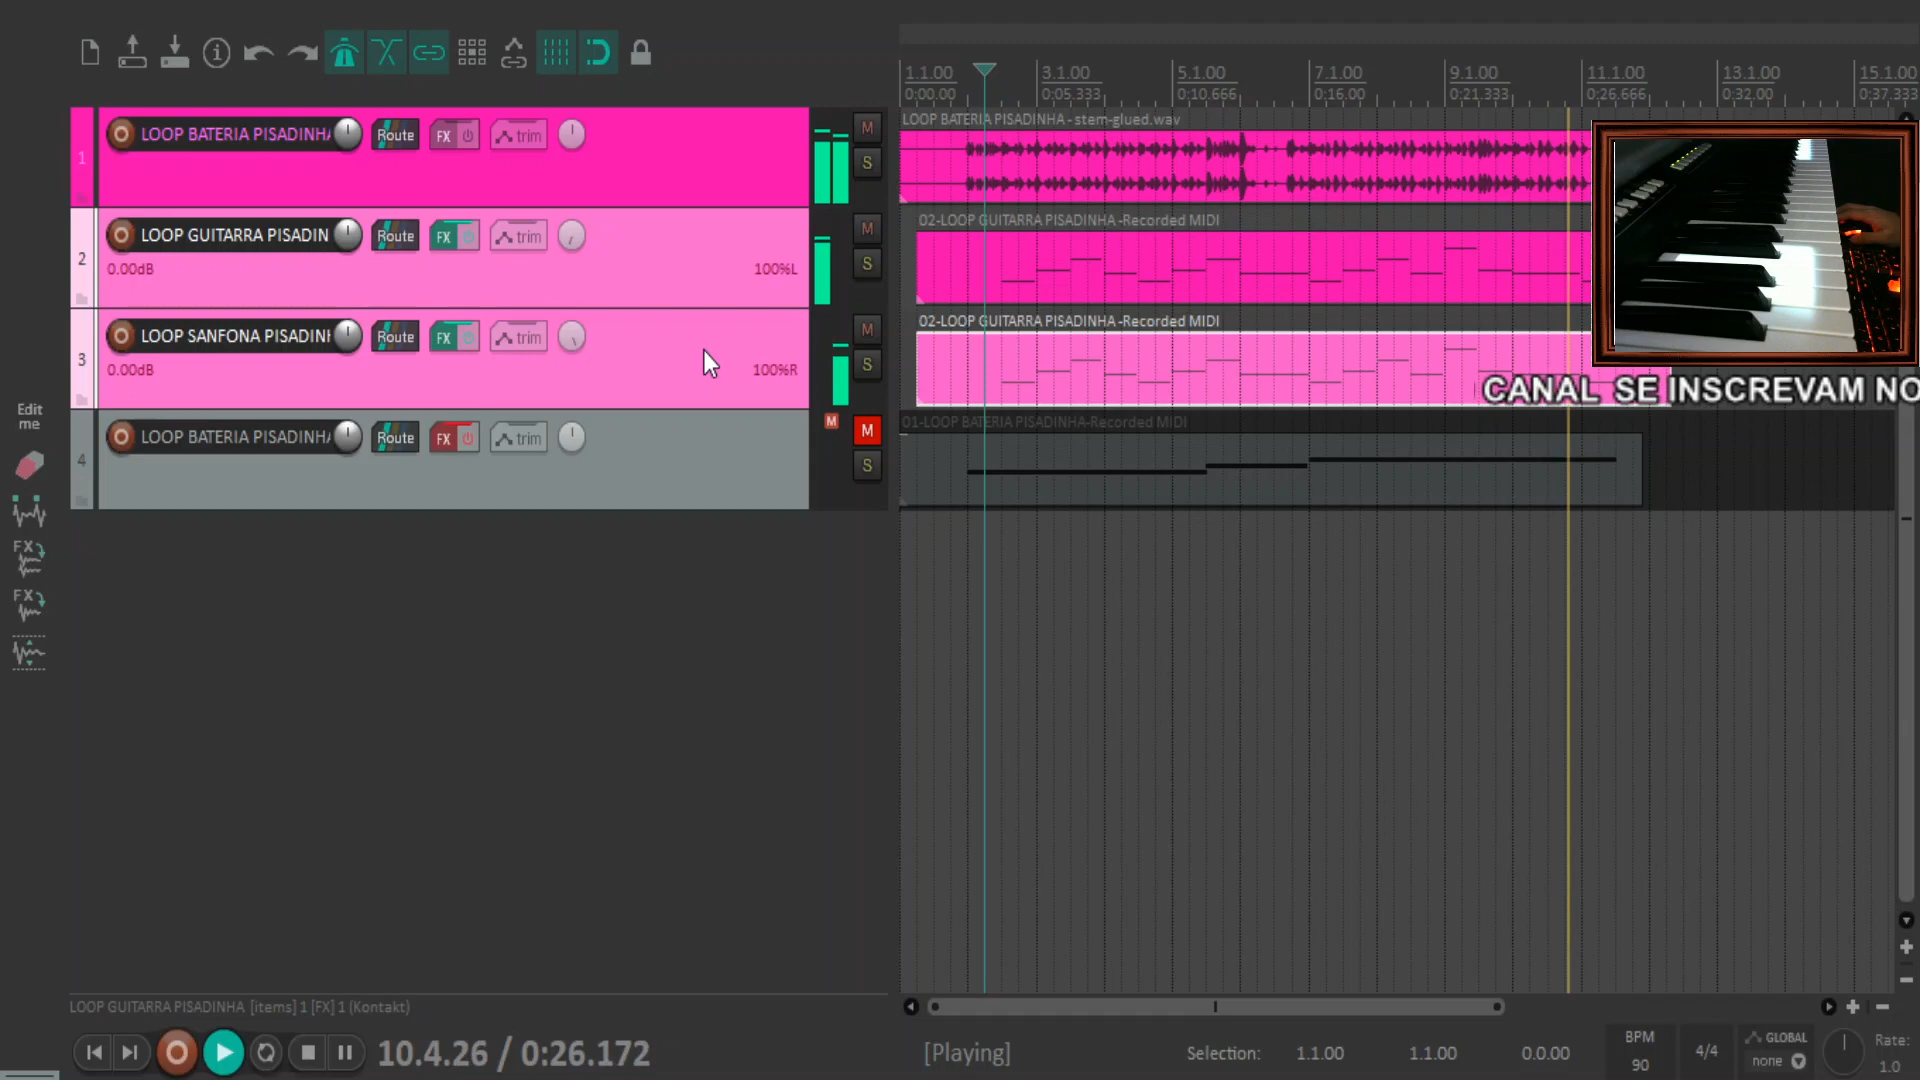 1.1.00 3.1.00 5.1.00 7.1.00 9.1.00 11.1.00 13.1.00 15.1.00
0:00.00 0:05.333 0:10.666 0:16.00 0:21.333 0:26.666 0:32.00 0:37.333
LOOP BATERIA PISADINHA - stem-glued.wav
1 LOOP BATERIA PISADINHA Route FX trim M
S
02-LOOP GUITARRA PISADINHA -Recorded MIDI
2 LOOP GUITARRA PISADIN Route FX trim M
0.00dB 100%L S
02-LOOP GUITARRA PISADINHA -Recorded MIDI
3 LOOP SANFONA PISADINH Route FX trim M
0.00dB 100%R S
CANAL SE INSCREVAM NO
Edit
me
01-LOOP BATERIA PISADINHA-Recorded MIDI
4 LOOP BATERIA PISADINHA Route FX trim M M
S
FX
FX
LOOP GUITARRA PISADINHA [items] 1 [FX] 1 (Kontakt)
10.4.26 / 0:26.172 [Playing] Selection: 1.1.00 1.1.00 0.0.00
BPM
90
4/4
GLOBAL
none
Rate:
1.0